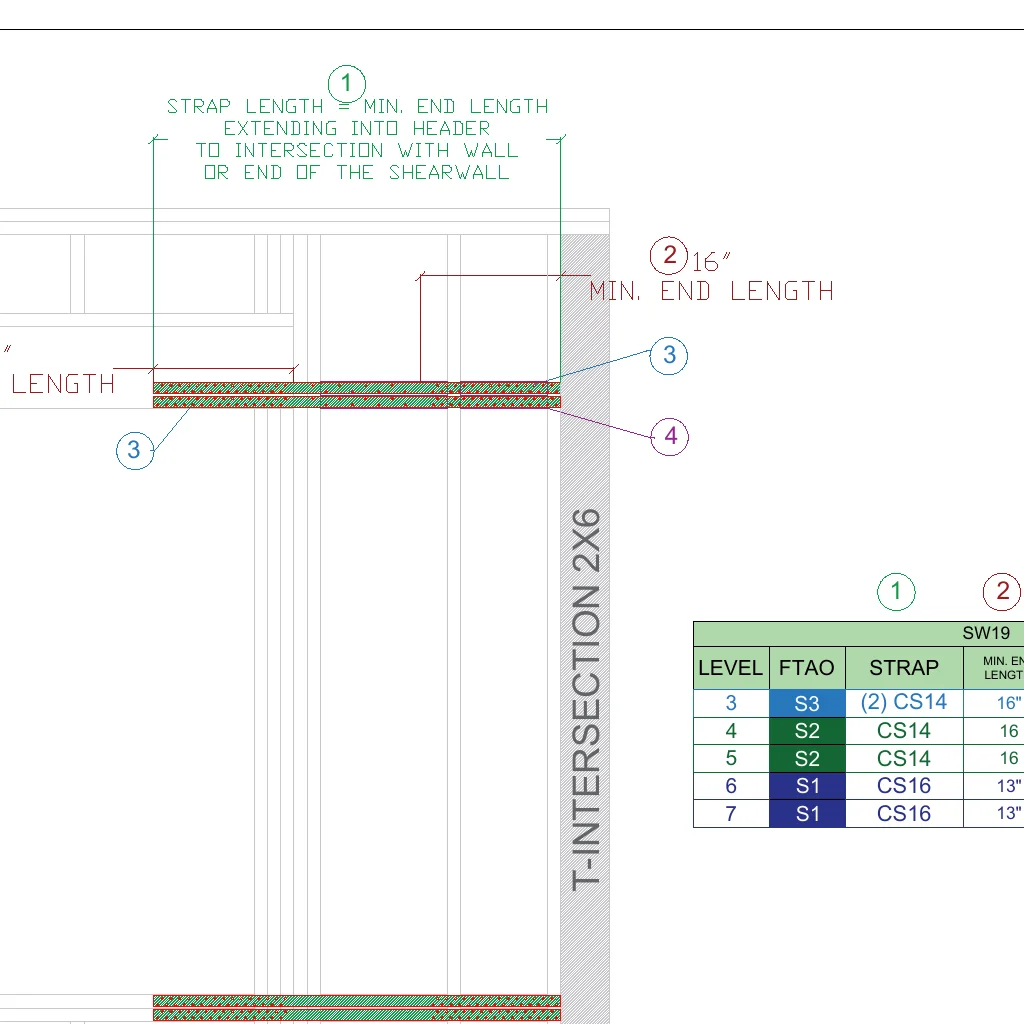 1
STRAP LENGTH = MIN. END LENGTH
EXTENDING INTO HEADER
TO INTERSECTION WITH WALL
OR END OF THE SHEARWALL
2 16"
MIN. END LENGTH
3
"
LENGTH
4
3
T-INTERSECTION 2X6
1 2
SW19
LEVEL FTAO STRAP MIN.
3 S3 (2) CS14 16"
4 S2 CS14 16
5 S2 CS14 16
6 S1 CS16 13"
7 S1 CS16 13"